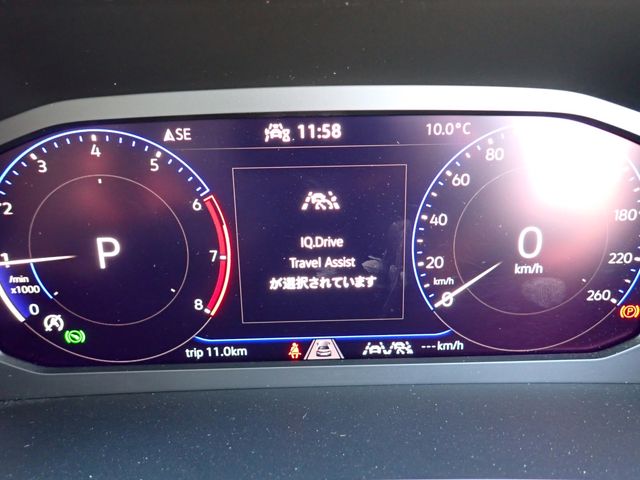 SE 11:58 10.0°C
3 4 5
2 6
1 7
0 8
/min
x1000
P
IQ.Drive
Travel Assist
が選択されています
80
60
40 180
20 220
0 260
km/h
0
km/h
trip 11.0km
--- km/h